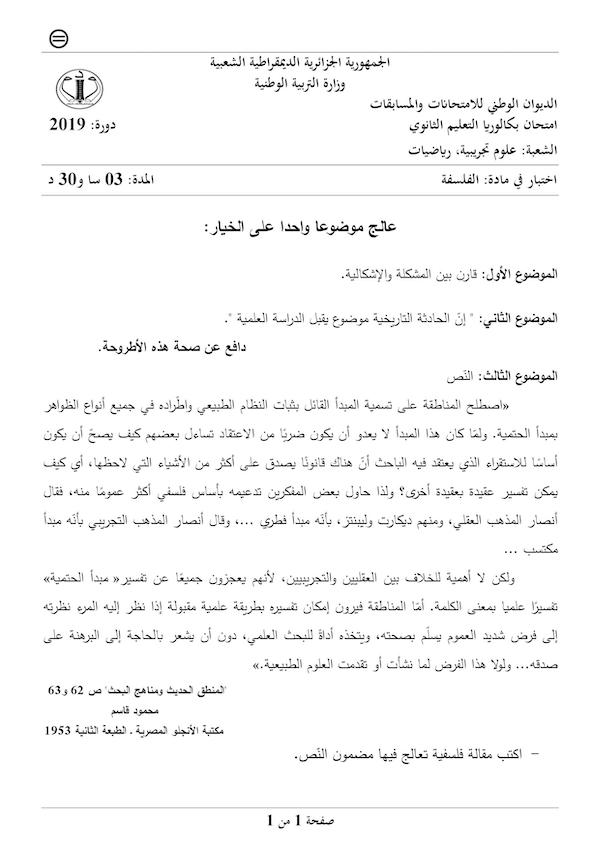 الجمهورية الجزائرية الديمقراطية الشعبية
وزارة التربية الوطنية
الديوان الوطني للامتحانات والمسابقات
امتحان بكالوريا التعليم الثانوي
دورة: 2019
الشعبة: علوم تجريبية، رياضيات
اختبار في مادة: الفلسفة
المدة: 03 سا و30 د
عالج موضوعا واحدا على الخيار:
الموضوع الأول: قارن بين المشكلة والإشكالية.
الموضوع الثاني: " إنّ الحادثة التاريخية موضوع يقبل الدراسة العلمية ".
دافع عن صحة هذه الأطروحة.
الموضوع الثالث: النّص
«اصطلح المناطقة على تسمية المبدأ القائل بثبات النظام الطبيعي واطّراده في جميع أنواع الظواهر
بمبدأ الحتمية. ولمّا كان هذا المبدأ لا يعدو أن يكون ضربًا من الاعتقاد تساءل بعضهم كيف يصحّ أن يكون
أساسًا للاستقراء الذي يعتقد فيه الباحث أنّ هناك قانونًا يصدق على أكثر من الأشياء التي لاحظها، أي كيف
يمكن تفسير عقيدة بعقيدة أخرى؟ ولذا حاول بعض المفكرين تدعيمه بأساس فلسفي أكثر عمومًا منه، فقال
أنصار المذهب العقلي، ومنهم ديكارت وليبنتز، بأنّه مبدأ فطري ...، وقال أنصار المذهب التجريبي بأنّه مبدأ
مكتسب ...
ولكن لا أهمية للخلاف بين العقليين والتجريبيين، لأنهم يعجزون جميعًا عن تفسير« مبدأ الحتمية»
تفسيرًا علميا بمعنى الكلمة. أمّا المناطقة فيرون إمكان تفسيره بطريقة علمية مقبولة إذا نظر إليه المرء نظرته
إلى فرض شديد العموم يسلّم بصحته، ويتخذه أداةً للبحث العلمي، دون أن يشعر بالحاجة إلى البرهنة على
صدقه... ولولا هذا الفرض لما نشأت أو تقدمت العلوم الطبيعية.»
"المنطق الحديث ومناهج البحث" ص 62 و63
محمود قاسم
مكتبة الأنجلو المصرية . الطبعة الثانية 1953
– اكتب مقالة فلسفية تعالج فيها مضمون النّص.
صفحة 1 من 1